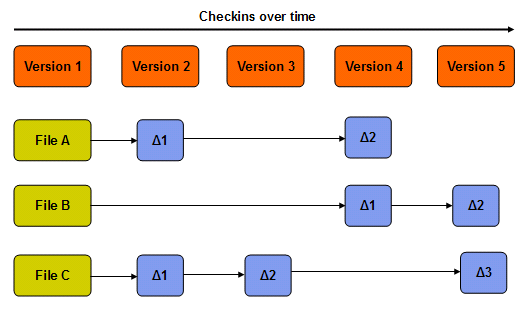 Checkins over time
Version 1 Version 2 Version 3 Version 4 Version 5
File A Δ1 Δ2
File B Δ1 Δ2
File C Δ1 Δ2 Δ3